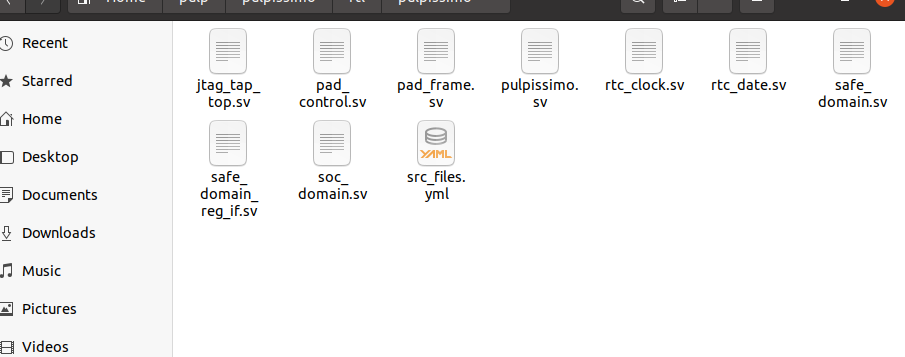 Home pulp pulpissimo rtl pulpissimo
Recent
Starred
Home
Desktop
Documents
Downloads
Music
Pictures
Videos
jtag_tap_
top.sv
pad_
control.sv
pad_frame.
sv
pulpissimo.
sv
rtc_clock.sv
rtc_date.sv
safe_
domain.sv
safe_
domain_
reg_if.sv
soc_
domain.sv
YAML
src_files.
yml